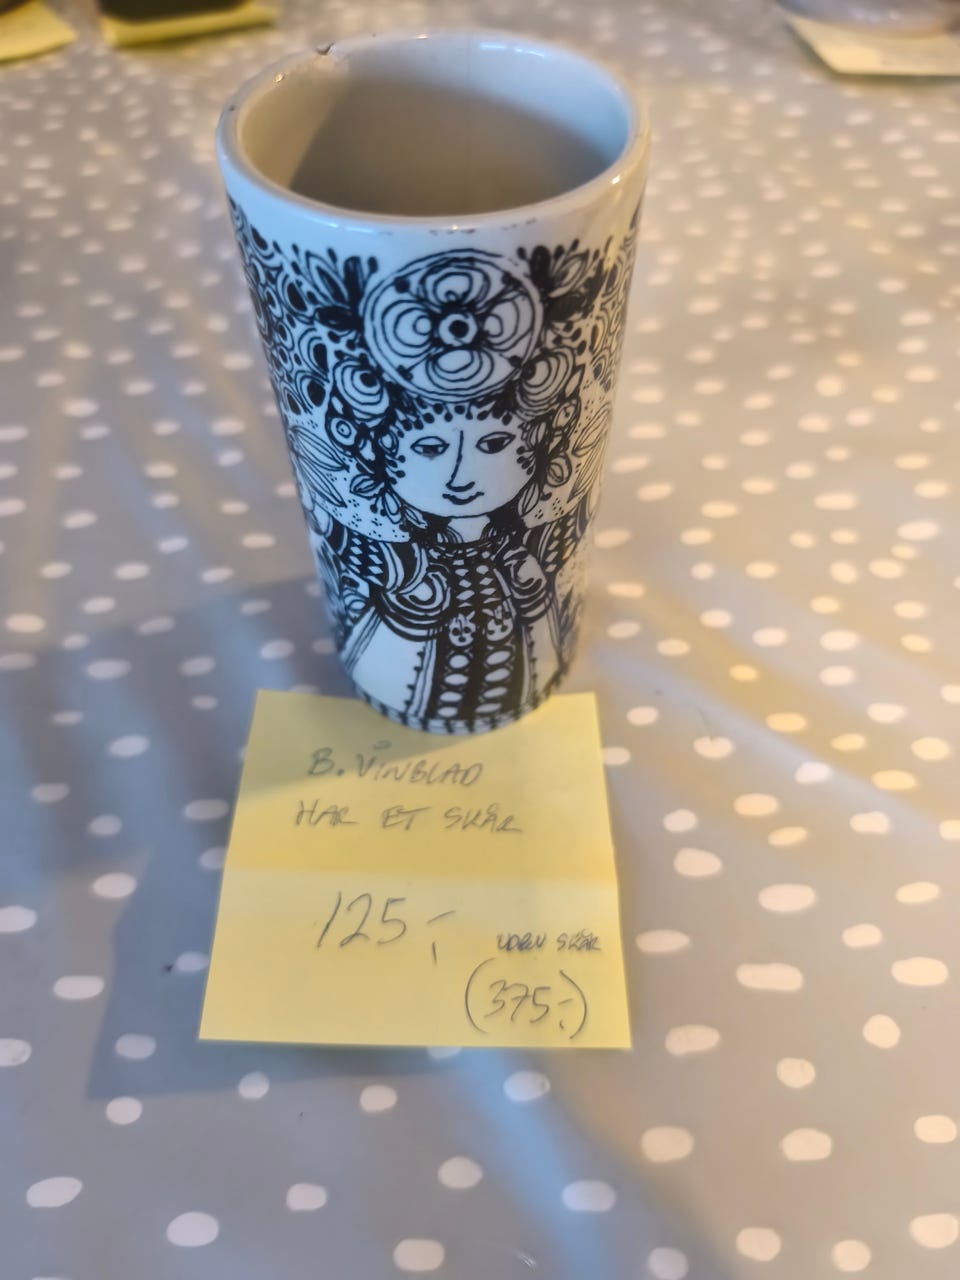 B. VINBLAD
HAR ET SKÅR
125,-
UDEN SKÅR
(375,-)